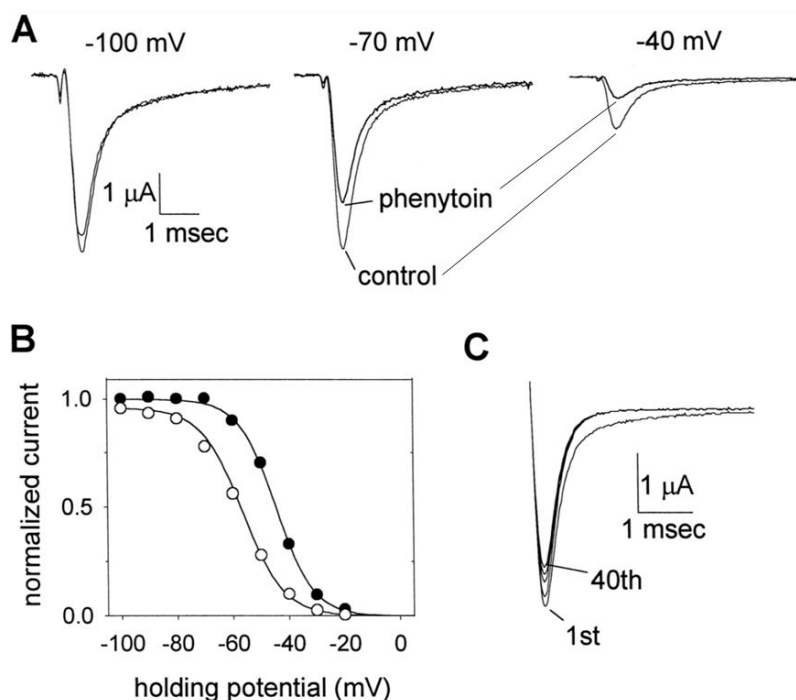 A
-100 mV
-70 mV
-40 mV
1 μA
1 msec
phenytoin
control
B
normalized current
1.0
0.5
0.0
-100
-80
-60
-40
-20
0
holding potential (mV)
C
1 μA
1 msec
40th
1st